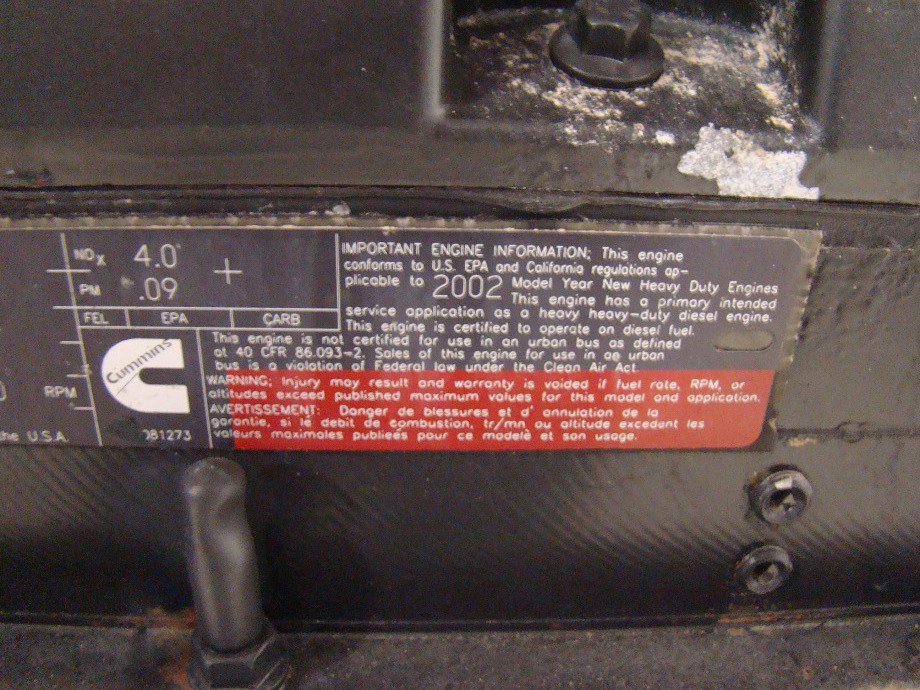 NOx 4.0
PM .09
FEL EPA CARB
RPM
Cummins
the U.S.A.
081273
IMPORTANT ENGINE INFORMATION: This engine
conforms to U.S. EPA and California regulations ap-
plicable to 2002 Model Year New Heavy Duty Engines
This engine has a primary intended
service application as a heavy heavy-duty diesel engine.
This engine is certified to operate on diesel fuel.
This engine is not certified for use in an urban bus as defined
at 40 CFR 86.093-2. Sales of this engine for use in an urban
bus is a violation of Federal law under the Clean Air Act.
WARNING: Injury may result and warranty is voided if fuel rate, RPM, or
altitudes exceed published maximum values for this model and application.
AVERTISSEMENT: Danger de blessures et d' annulation de la
garantie, si le debit de combustion, tr/mn ou altitude excedent les
valeurs maximales publieés pour ce modelè et son usage.